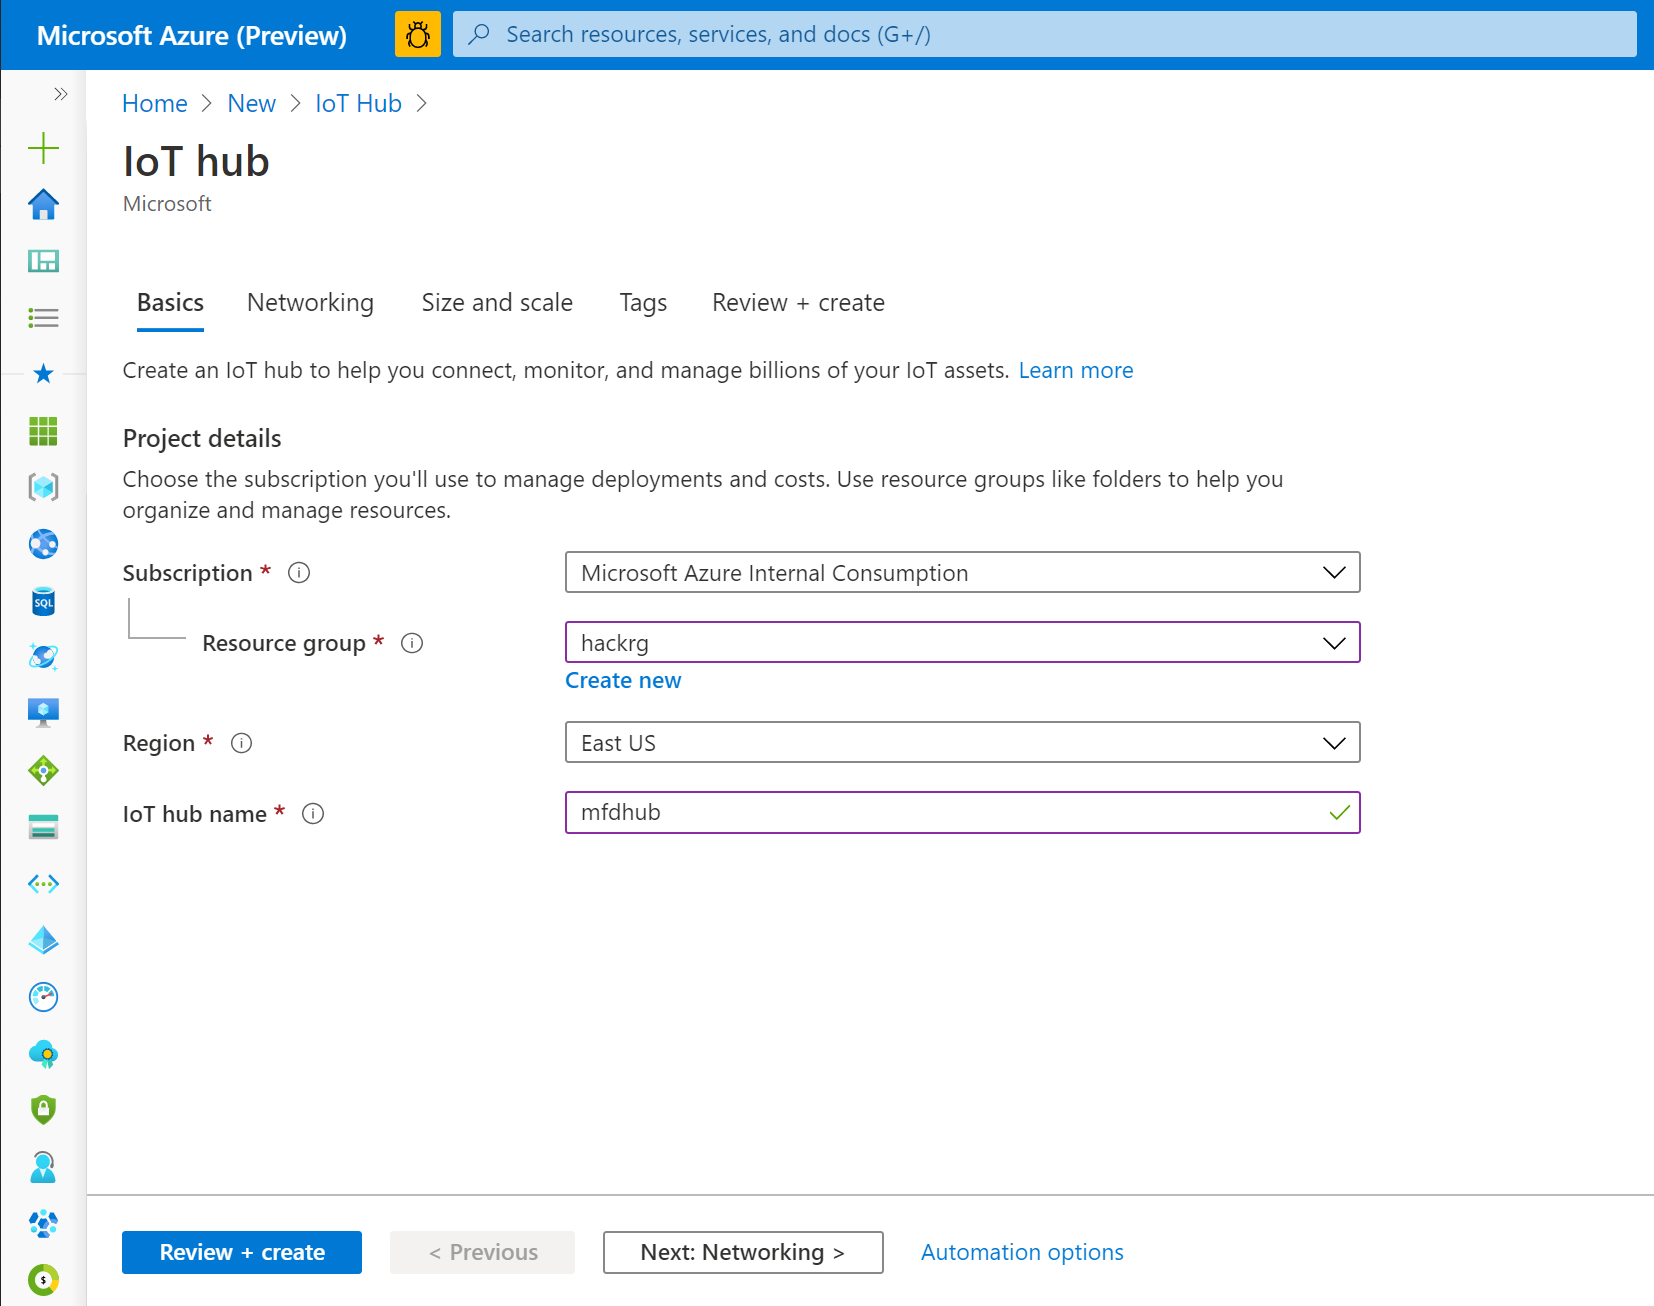 Microsoft Azure (Preview)
Search resources, services, and docs (G+/)
Home > New > IoT Hub >
IoT hub
Microsoft
Basics Networking Size and scale Tags Review + create
Create an IoT hub to help you connect, monitor, and manage billions of your IoT assets. Learn more
Project details
Choose the subscription you'll use to manage deployments and costs. Use resource groups like folders to help you
organize and manage resources.
Subscription * Microsoft Azure Internal Consumption
Resource group * hackrg
Create new
Region * East US
IoT hub name * mfdhub
SQL
Review + create < Previous Next: Networking > Automation options
$